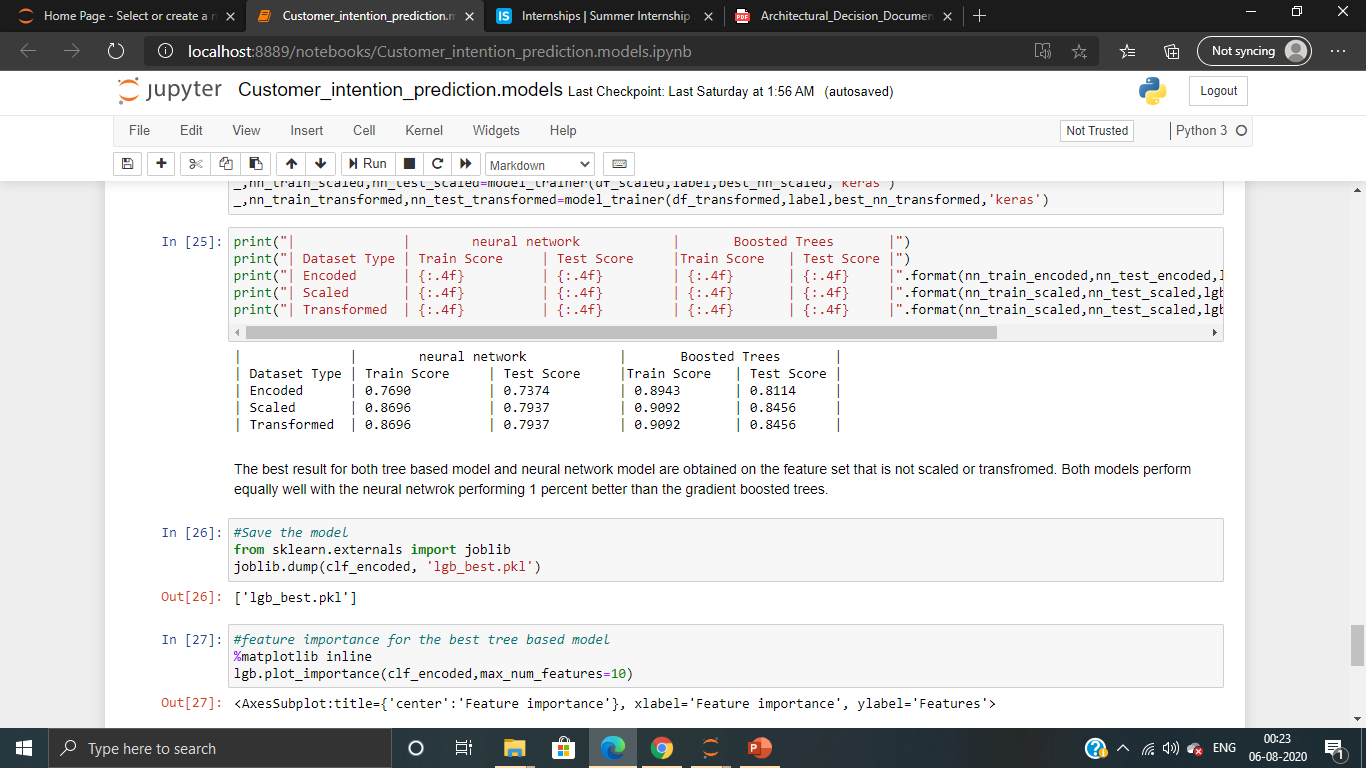 Home Page - Select or create a n
Customer_intention_prediction.m
Internships | Summer Internship
Architectural_Decision_Documen
localhost:8889/notebooks/Customer_intention_prediction.models.ipynb
Not syncing
jupyter Customer_intention_prediction.models Last Checkpoint: Last Saturday at 1:56 AM (autosaved)
Logout
File Edit View Insert Cell Kernel Widgets Help
Not Trusted
Python 3
Run
Markdown
_,nn_train_scaled,nn_test_scaled=model_trainer(df_scaled,label,best_nn_scaled,'keras')
_,nn_train_transformed,nn_test_transformed=model_trainer(df_transformed,label,best_nn_transformed,'keras')
In [25]: print("|              |        neural network            |       Boosted Trees       |")
print("| Dataset Type | Train Score     | Test Score     |Train Score   | Test Score |")
print("| Encoded      | {:.4f}          | {:.4f}         | {:.4f}       | {:.4f}     |".format(nn_train_encoded,nn_test_encoded,l
print("| Scaled       | {:.4f}          | {:.4f}         | {:.4f}       | {:.4f}     |".format(nn_train_scaled,nn_test_scaled,lgb
print("| Transformed  | {:.4f}          | {:.4f}         | {:.4f}       | {:.4f}     |".format(nn_train_scaled,nn_test_scaled,lgb
|              |        neural network            |       Boosted Trees       |
| Dataset Type | Train Score     | Test Score     |Train Score   | Test Score |
| Encoded      | 0.7690          | 0.7374         | 0.8943       | 0.8114     |
| Scaled       | 0.8696          | 0.7937         | 0.9092       | 0.8456     |
| Transformed  | 0.8696          | 0.7937         | 0.9092       | 0.8456     |
The best result for both tree based model and neural network model are obtained on the feature set that is not scaled or transfromed. Both models perform
equally well with the neural netwrok performing 1 percent better than the gradient boosted trees.
In [26]: #Save the model
from sklearn.externals import joblib
joblib.dump(clf_encoded, 'lgb_best.pkl')
Out[26]: ['lgb_best.pkl']
In [27]: #feature importance for the best tree based model
%matplotlib inline
lgb.plot_importance(clf_encoded,max_num_features=10)
Out[27]: <AxesSubplot:title={'center':'Feature importance'}, xlabel='Feature importance', ylabel='Features'>
Type here to search
ENG
00:23
06-08-2020
1